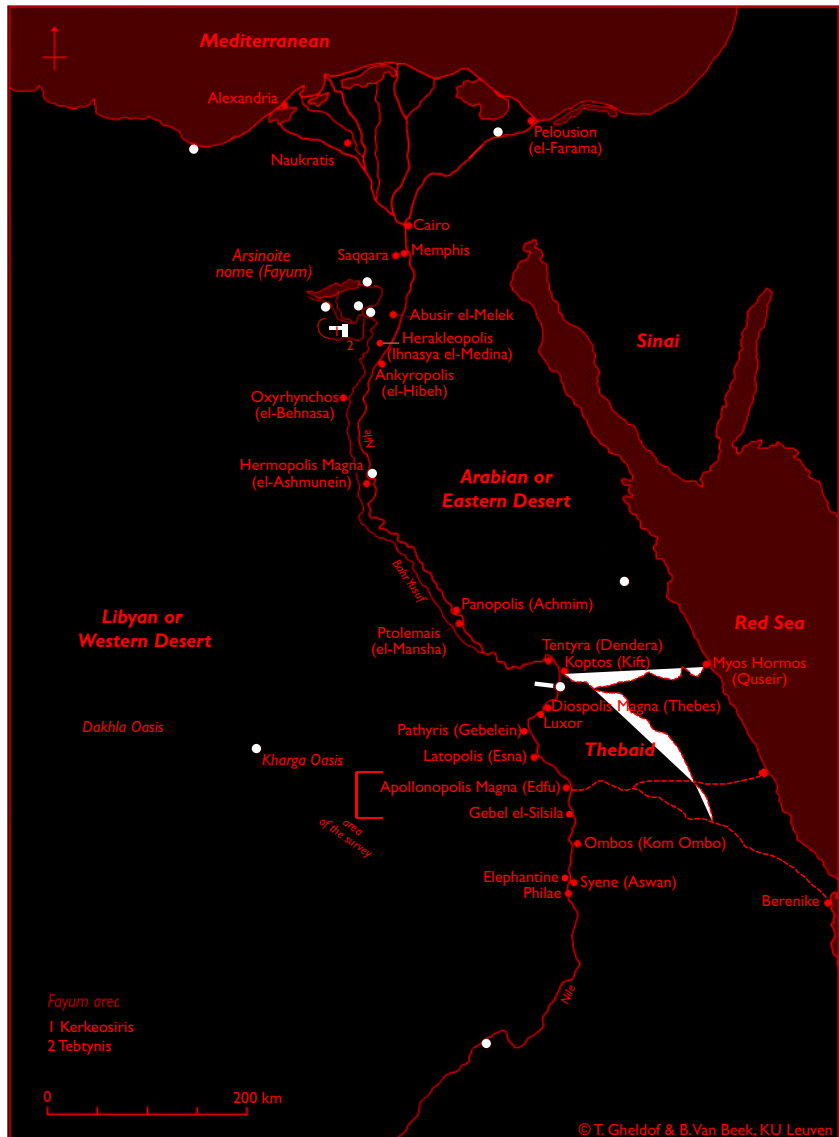 Mediterranean
Alexandria
Pelousion
(el-Farama)
Naukratis
Cairo
Memphis
Saqqara
Arsinoite
nome (Fayum)
Abusir el-Melek
1
2
Herakleopolis
(Ihnasya el-Medina)
Sinai
Ankyropolis
(el-Hibeh)
Oxyrhynchos
(el-Behnasa)
Nile
Hermopolis Magna
(el-Ashmunein)
Arabian or
Eastern Desert
Bahr Yusuf
Panopolis (Achmim)
Libyan or
Western Desert
Ptolemais
(el-Mansha)
Red Sea
Tentyra (Dendera)
Koptos (Kift)
Myos Hormos
(Quseir)
Diospolis Magna (Thebes)
Luxor
Dakhla Oasis
Pathyris (Gebelein)
Thebaid
Kharga Oasis
Latopolis (Esna)
Apollonopolis Magna (Edfu)
Gebel el-Silsila
area
of the survey
Ombos (Kom Ombo)
Elephantine
Syene (Aswan)
Philae
Berenike
Nile
Fayum area
1 Kerkeosiris
2 Tebtynis
0
200 km
© T. Gheldof & B. Van Beek, KU Leuven